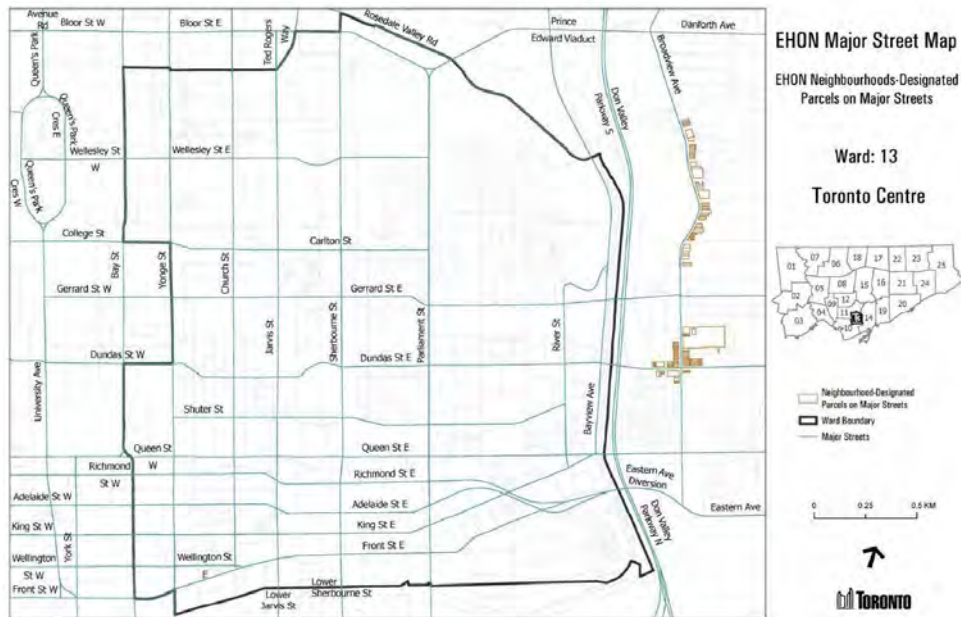 Avenue
Rd
Bloor St W
Bloor St E
Ted Rogers
Way
Rosedale Valley Rd
Prince
Edward Viaduct
Danforth Ave
Broadview Ave
Queen's Park
Queen's Park
Cres E
Don Valley
Parkway S
Wellesley St
W
Wellesley St E
Queen's Park
Cres W
College St
Carlton St
Bay St
Yonge St
Church St
Gerrard St W
Gerrard St E
Jarvis St
Sherbourne St
Parliament St
River St
Dundas St W
Dundas St E
University Ave
Shuter St
Bayview Ave
Queen St
W
Queen St E
Richmond
St W
Richmond St E
Eastern Ave
Diversion
Adelaide St W
Adelaide St E
Eastern Ave
King St W
King St E
Don Valley
Parkway N
York St
Front St E
Wellington
St W
Wellington St
E
Front St W
Lower
Jarvis St
Lower
Sherbourne St
EHON Major Street Map
EHON Neighbourhoods-Designated
Parcels on Major Streets
Ward: 13
Toronto Centre
01
07
06
18
17
22
23
25
05
08
15
16
21
24
02
09
12
20
03
04
11
14
19
10
Neighbourhood-Designated
Parcels on Major Streets
Ward Boundary
Major Streets
0
0.25
0.5 KM
TORONTO